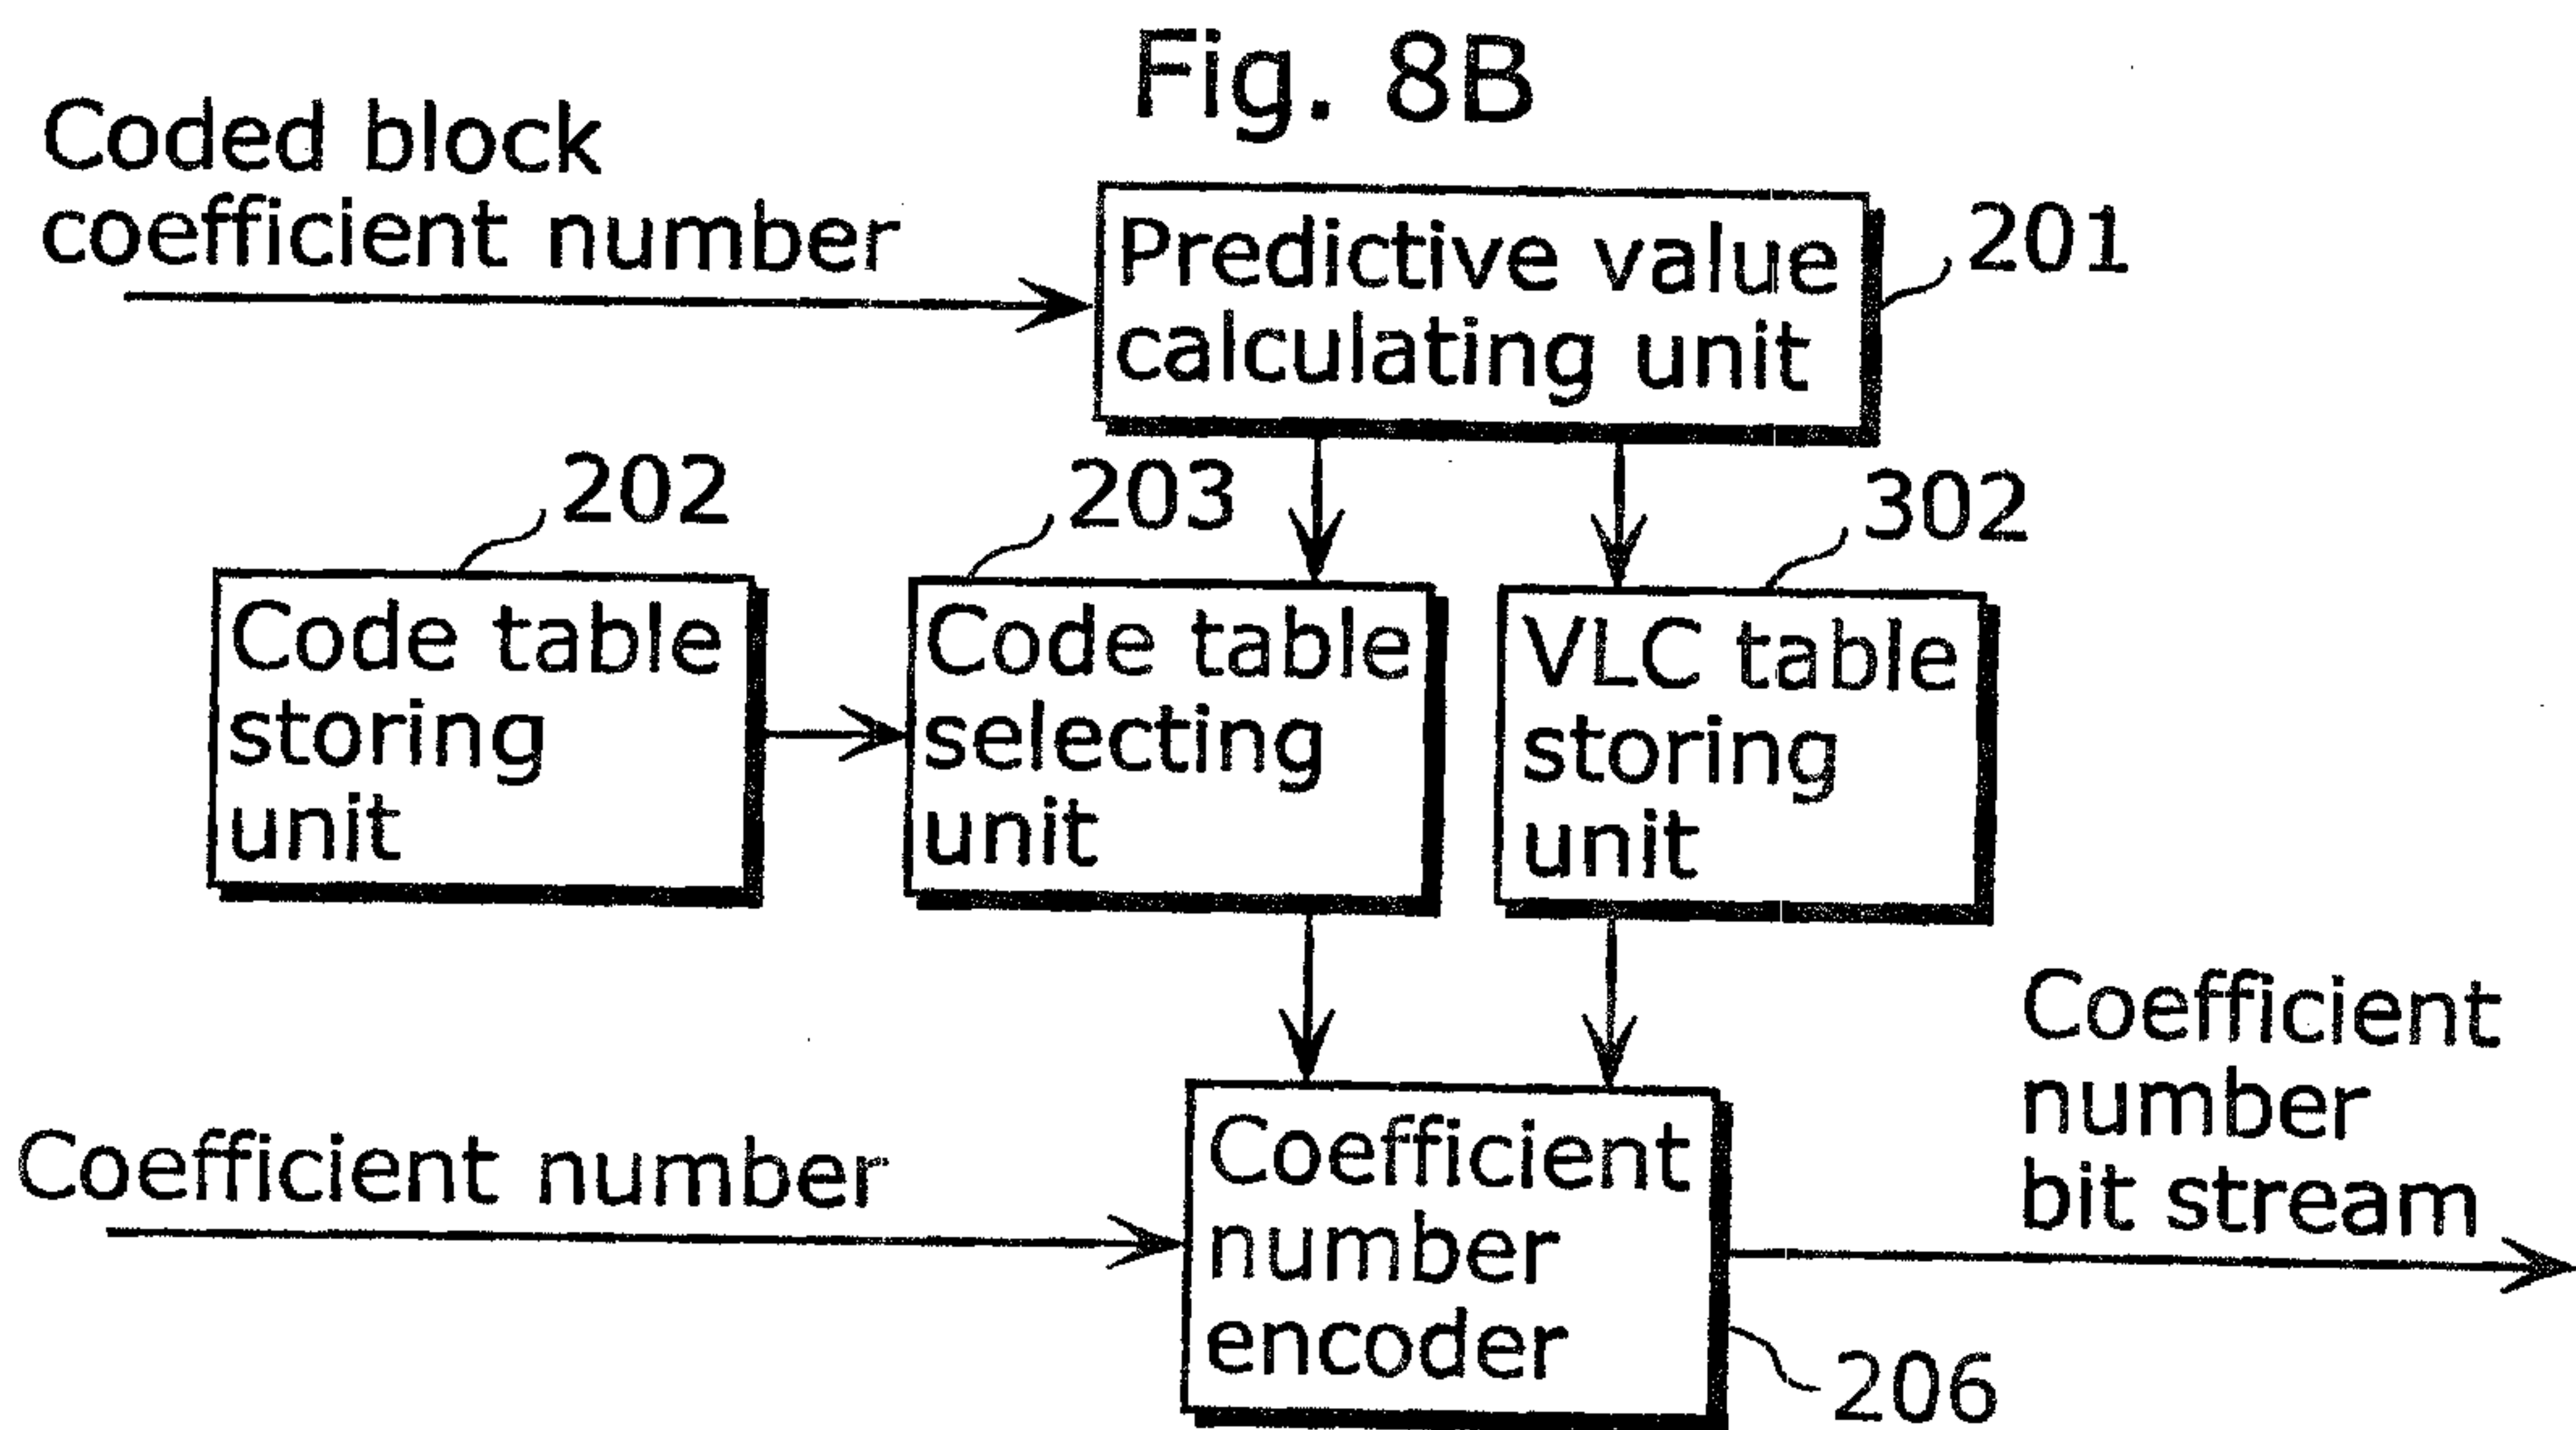 Fig. 8B
Coded block
coefficient number
Predictive value
calculating unit
201
202
203
302
Code table
storing
unit
Code table
selecting
unit
VLC table
storing
unit
Coefficient
number
bit stream
Coefficient number
Coefficient
number
encoder
206